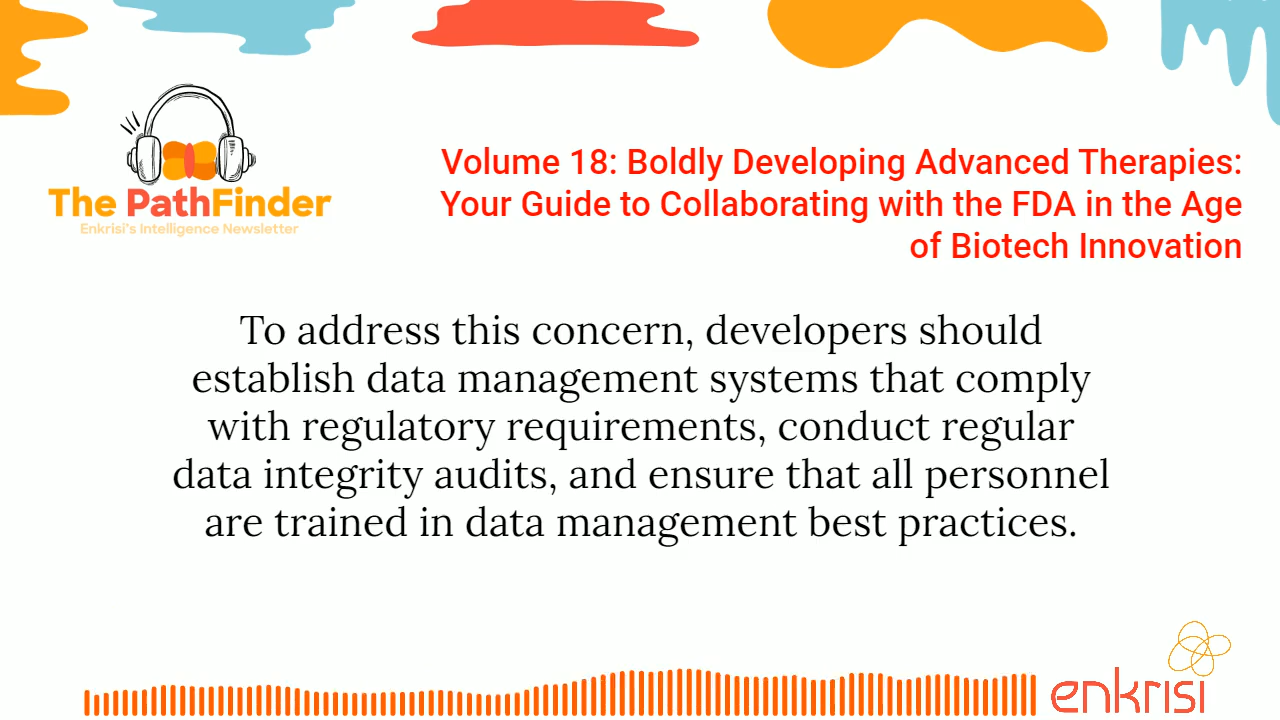 The PathFinder
Enkrisi's Intelligence Newsletter
Volume 18: Boldly Developing Advanced Therapies:
Your Guide to Collaborating with the FDA in the Age
of Biotech Innovation
To address this concern, developers should
establish data management systems that comply
with regulatory requirements, conduct regular
data integrity audits, and ensure that all personnel
are trained in data management best practices.
enkrisi